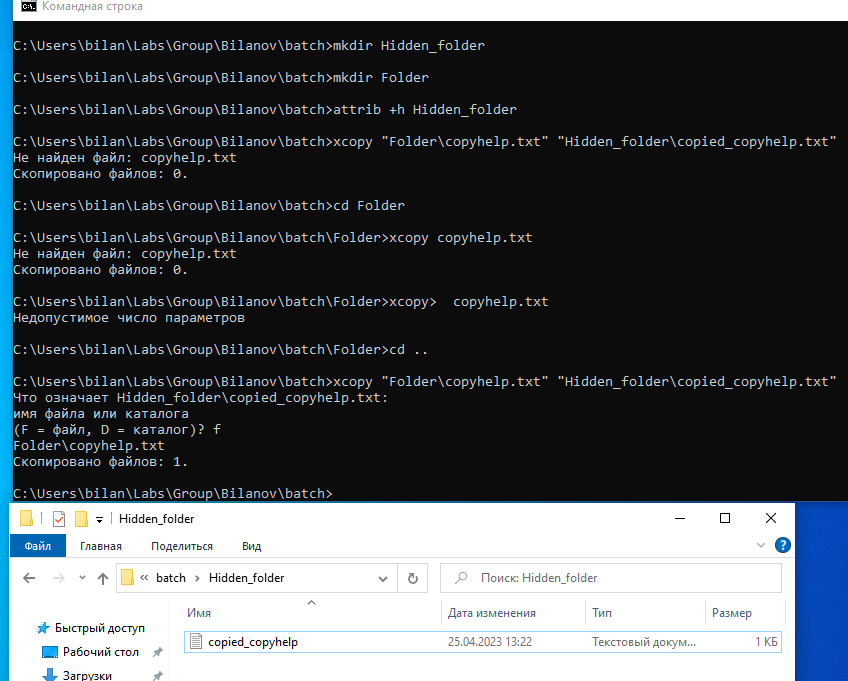 Командная строка
C:\Users\bilan\Labs\Group\Bilanov\batch>mkdir Hidden_folder
C:\Users\bilan\Labs\Group\Bilanov\batch>mkdir Folder
C:\Users\bilan\Labs\Group\Bilanov\batch>attrib +h Hidden_folder
C:\Users\bilan\Labs\Group\Bilanov\batch>xcopy "Folder\copyhelp.txt" "Hidden_folder\copied_copyhelp.txt"
Не найден файл: copyhelp.txt
Скопировано файлов: 0.
C:\Users\bilan\Labs\Group\Bilanov\batch>cd Folder
C:\Users\bilan\Labs\Group\Bilanov\batch\Folder>xcopy copyhelp.txt
Не найден файл: copyhelp.txt
Скопировано файлов: 0.
C:\Users\bilan\Labs\Group\Bilanov\batch\Folder>xcopy>  copyhelp.txt
Недопустимое число параметров
C:\Users\bilan\Labs\Group\Bilanov\batch\Folder>cd ..
C:\Users\bilan\Labs\Group\Bilanov\batch>xcopy "Folder\copyhelp.txt" "Hidden_folder\copied_copyhelp.txt"
Что означает Hidden_folder\copied_copyhelp.txt:
имя файла или каталога
(F = файл, D = каталог)? f
Folder\copyhelp.txt
Скопировано файлов: 1.
C:\Users\bilan\Labs\Group\Bilanov\batch>
Hidden_folder
Файл Главная Поделиться Вид
« batch › Hidden_folder Поиск: Hidden_folder
Имя Дата изменения Тип Размер
Быстрый доступ
copied_copyhelp 25.04.2023 13:22 Текстовый докум... 1 КБ
Рабочий стол
Загрузки